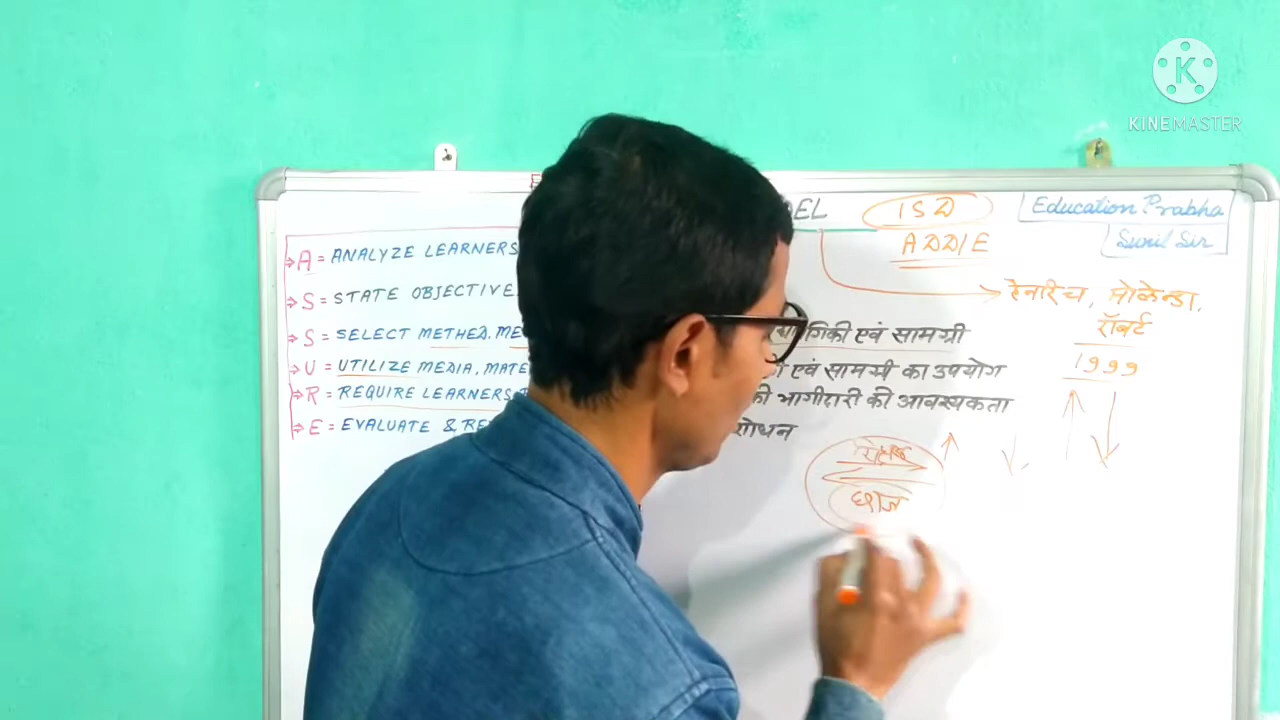 KINEMASTER
ISD
ADDIE
Education Prabha
Sunil Sir
→ A = ANALYZE LEARNERS
→ S = STATE OBJECTIVE
→ S = SELECT METHED. ME
→ U = UTILIZE MEDIA, MATE
→ R = REQUIRE LEARNERS
→ E = EVALUATE & RE
EL
हेनरिच, मोलेन्डा,
रॉबर्ट
1999
एवं सामग्री
एवं सामग्री का उपयोग
की भागीदारी की आवश्यकता
शोधन